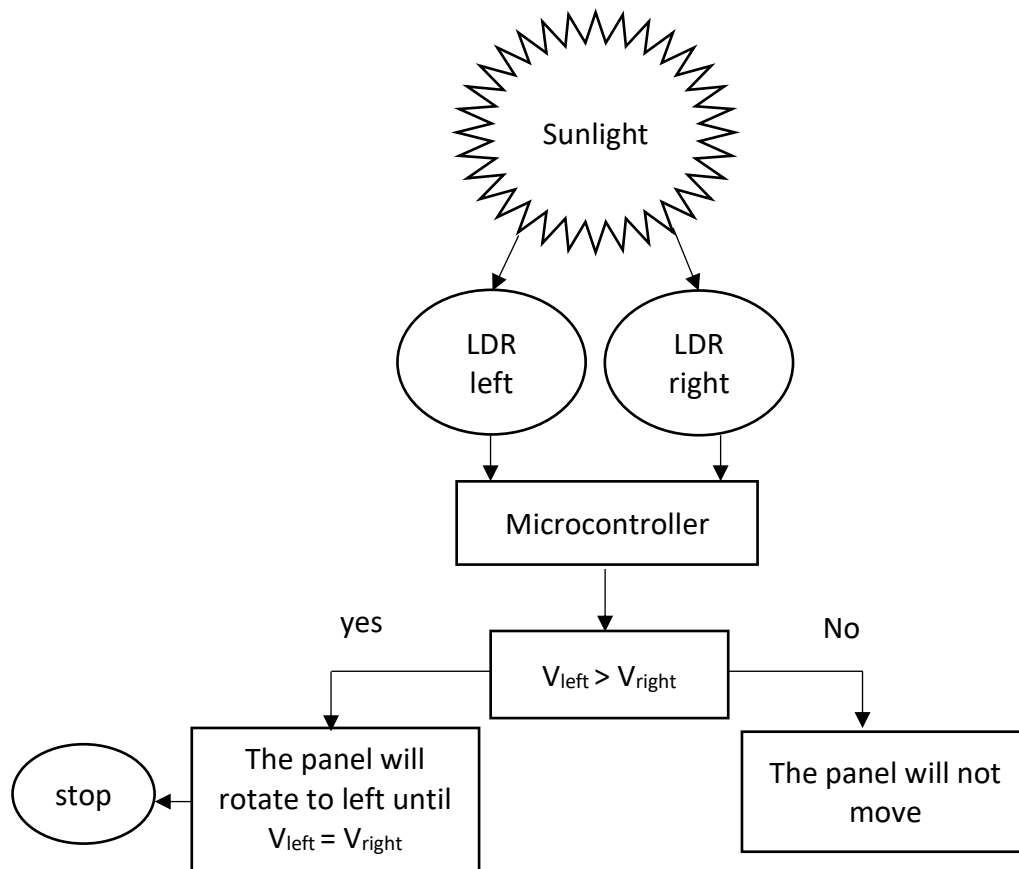 Sunlight
LDR
left
LDR
right
Microcontroller
yes
No
Vleft > Vright
The panel will
rotate to left until
Vleft = Vright
stop
The panel will not
move